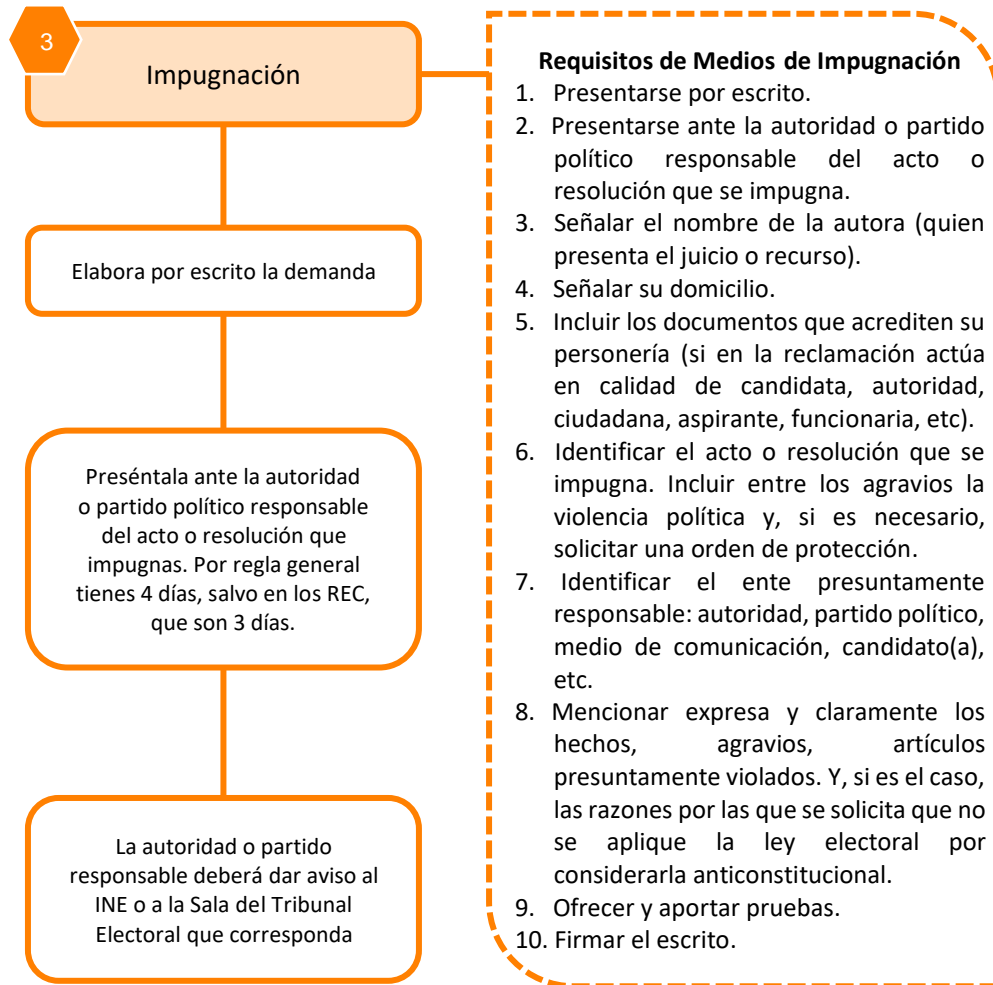 3
Impugnación
Elabora por escrito la demanda
Preséntala ante la autoridad
o partido político responsable
del acto o resolución que
impugnas. Por regla general
tienes 4 días, salvo en los REC,
que son 3 días.
La autoridad o partido
responsable deberá dar aviso al
INE o a la Sala del Tribunal
Electoral que corresponda
Requisitos de Medios de Impugnación
1. Presentarse por escrito.
2. Presentarse ante la autoridad o partido
político responsable del acto o
resolución que se impugna.
3. Señalar el nombre de la autora (quien
presenta el juicio o recurso).
4. Señalar su domicilio.
5. Incluir los documentos que acrediten su
personería (si en la reclamación actúa
en calidad de candidata, autoridad,
ciudadana, aspirante, funcionaria, etc).
6. Identificar el acto o resolución que se
impugna. Incluir entre los agravios la
violencia política y, si es necesario,
solicitar una orden de protección.
7. Identificar el ente presuntamente
responsable: autoridad, partido político,
medio de comunicación, candidato(a),
etc.
8. Mencionar expresa y claramente los
hechos, agravios, artículos
presuntamente violados. Y, si es el caso,
las razones por las que se solicita que no
se aplique la ley electoral por
considerarla anticonstitucional.
9. Ofrecer y aportar pruebas.
10. Firmar el escrito.